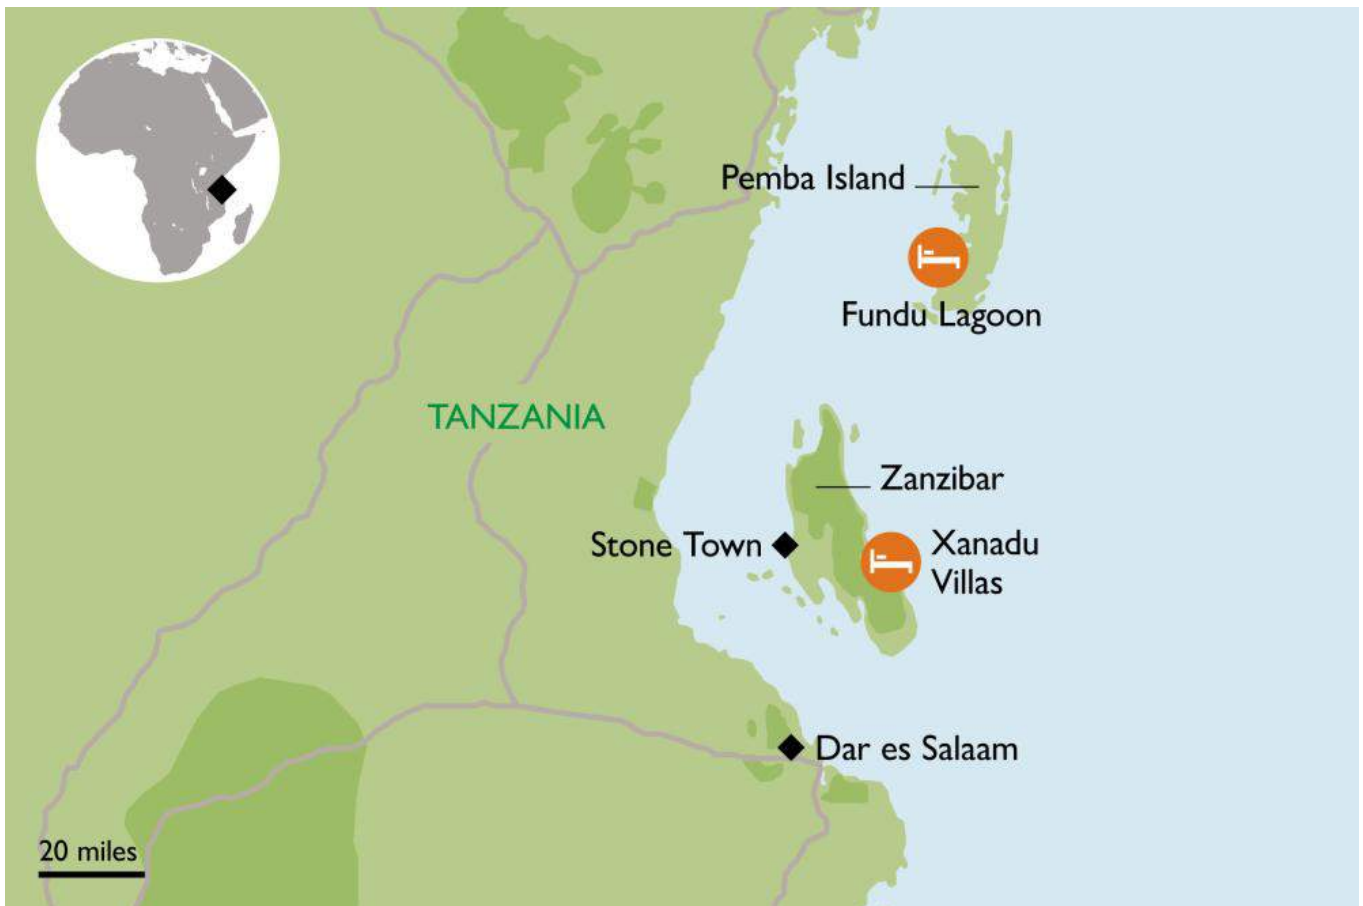 Pemba Island
Fundu Lagoon
TANZANIA
Zanzibar
Stone Town
Xanadu
Villas
Dar es Salaam
20 miles